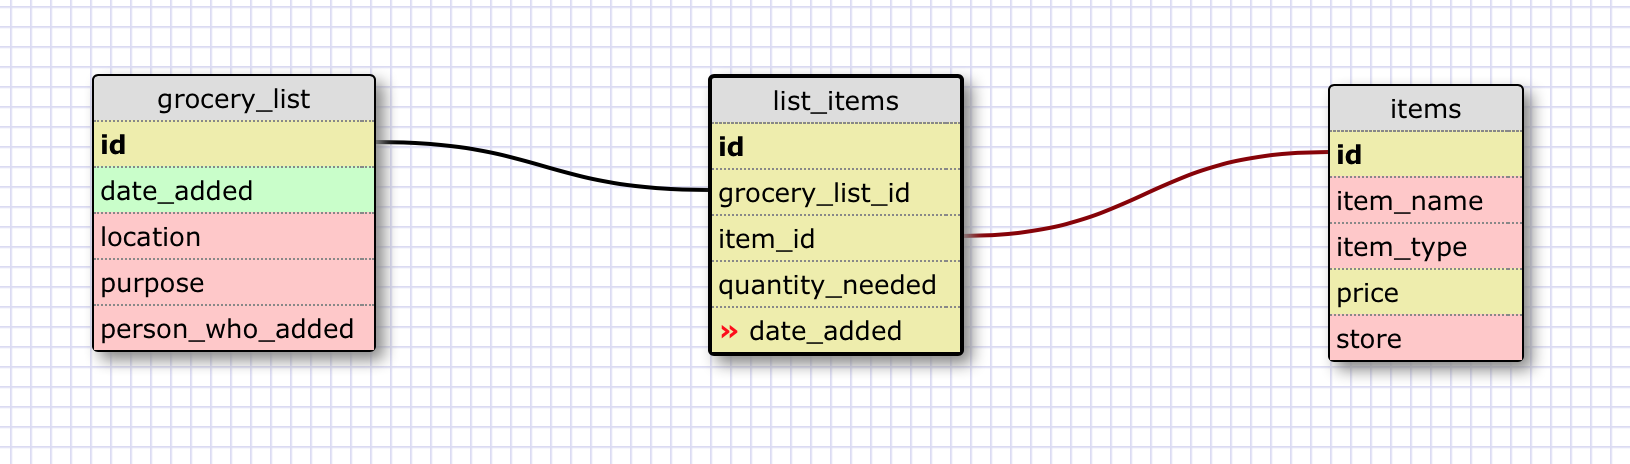 grocery_list
id
date_added
location
purpose
person_who_added
list_items
id
grocery_list_id
item_id
quantity_needed
» date_added
items
id
item_name
item_type
price
store